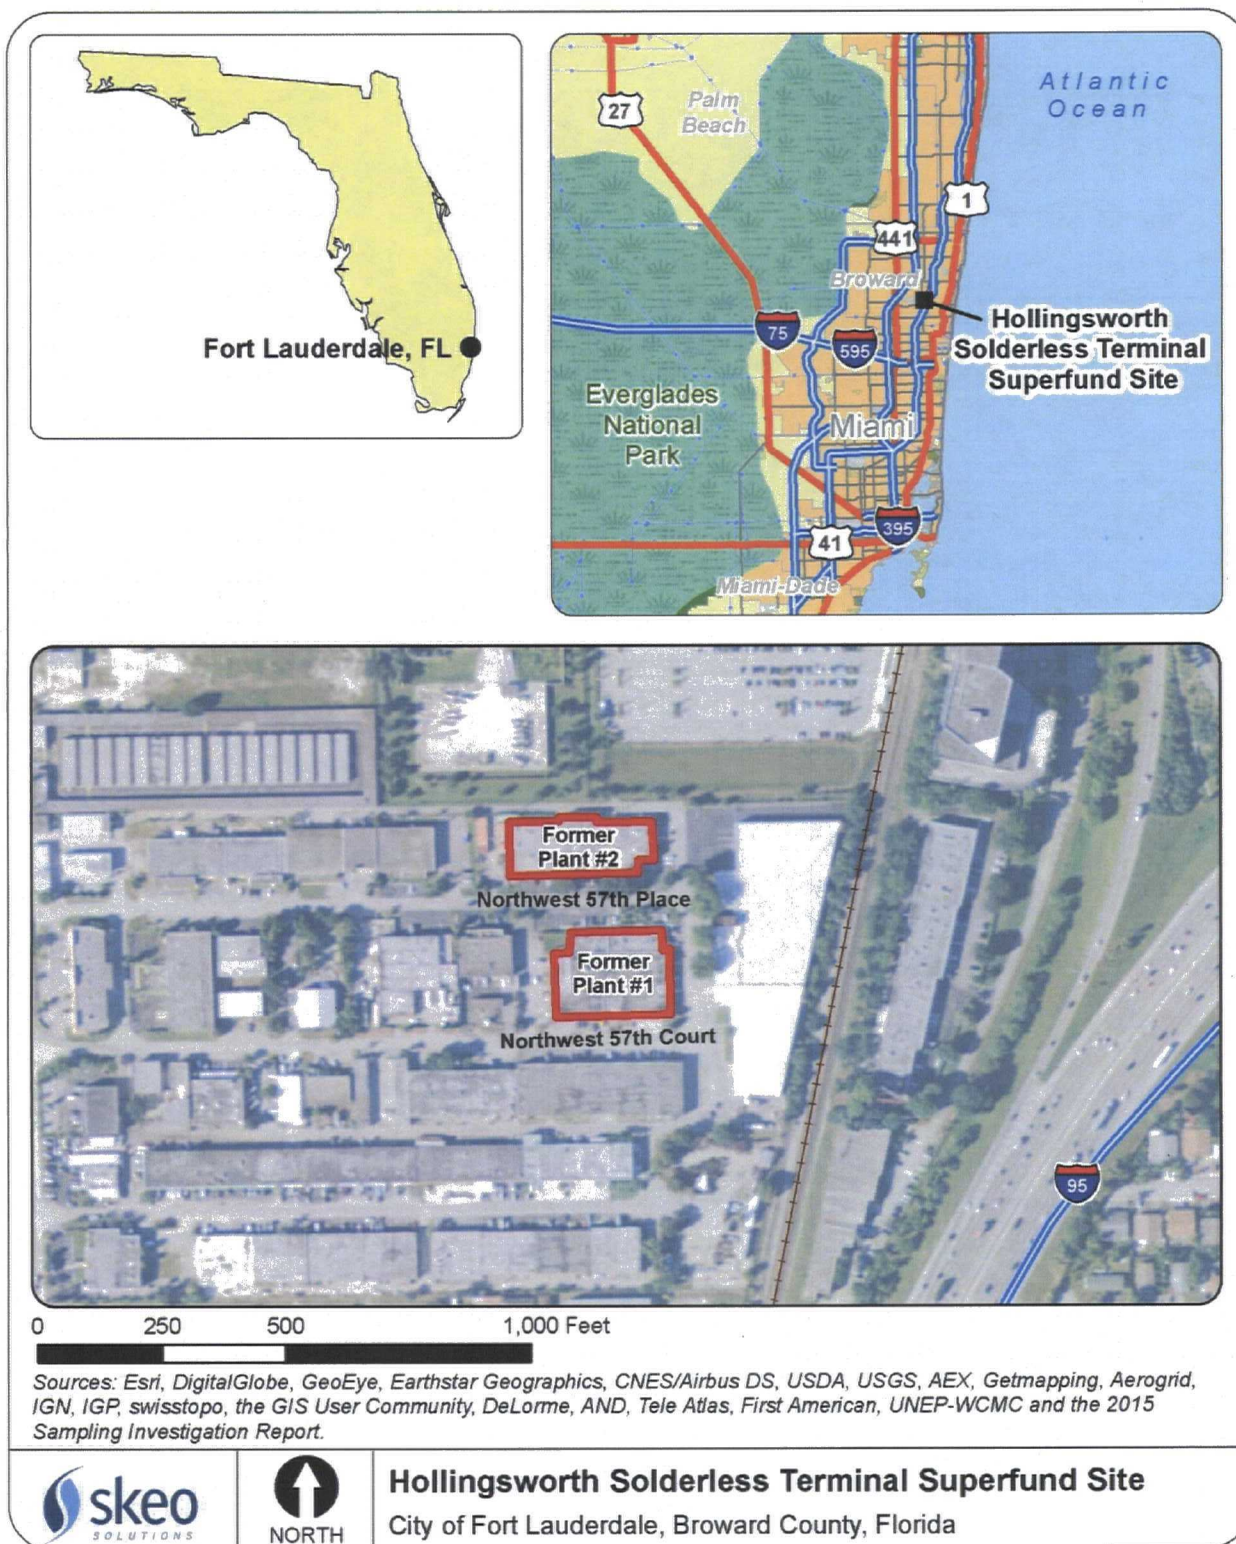 Fort Lauderdale, FL
Atlantic
Ocean
27
Palm
Beach
1
441
Broward
Hollingsworth
Solderless Terminal
Superfund Site
75
595
Everglades
National
Park
Miami
395
41
Miami-Dade
Former
Plant #2
Northwest 57th Place
Former
Plant #1
Northwest 57th Court
95
0 250 500 1,000 Feet
Sources: Esri, DigitalGlobe, GeoEye, Earthstar Geographics, CNES/Airbus DS, USDA, USGS, AEX, Getmapping, Aerogrid,
IGN, IGP, swisstopo, the GIS User Community, DeLorme, AND, Tele Atlas, First American, UNEP-WCMC and the 2015
Sampling Investigation Report.
skeo
SOLUTIONS
NORTH
Hollingsworth Solderless Terminal Superfund Site
City of Fort Lauderdale, Broward County, Florida